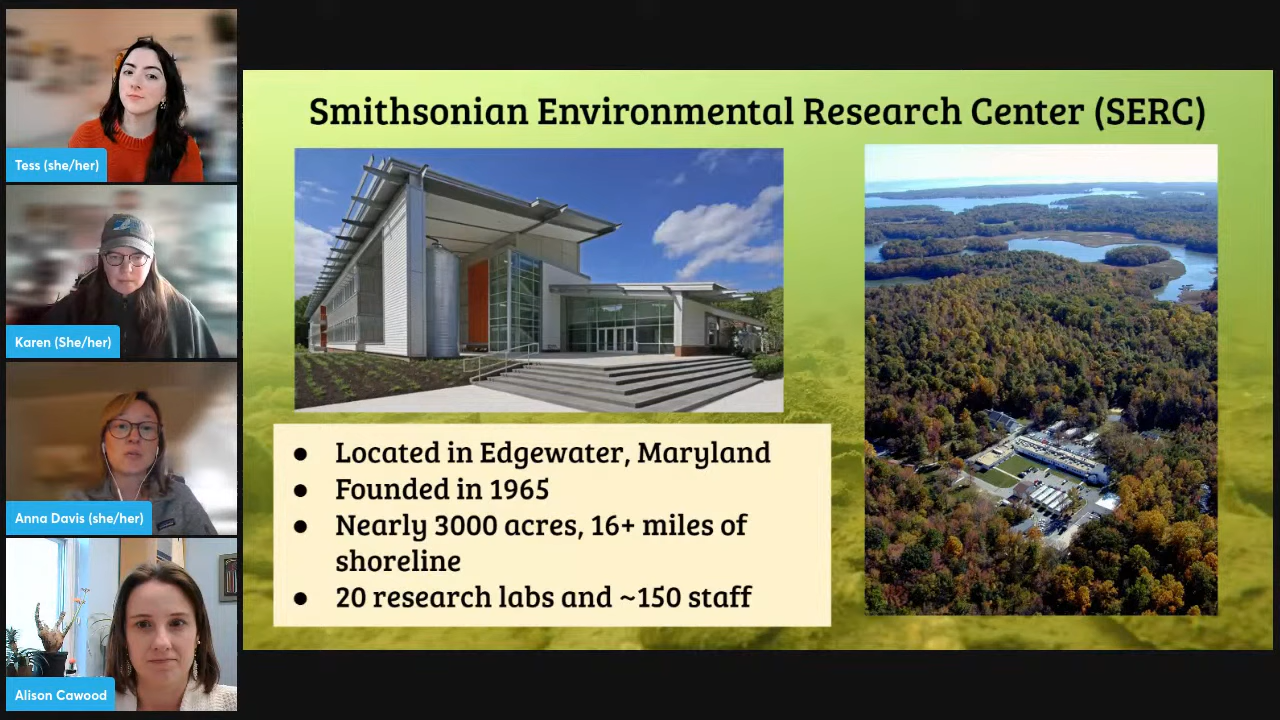 Tess (she/her)
Karen (She/her)
Anna Davis (she/her)
Alison Cawood
Smithsonian Environmental Research Center (SERC)
● Located in Edgewater, Maryland
● Founded in 1965
● Nearly 3000 acres, 16+ miles of
shoreline
● 20 research labs and ~150 staff